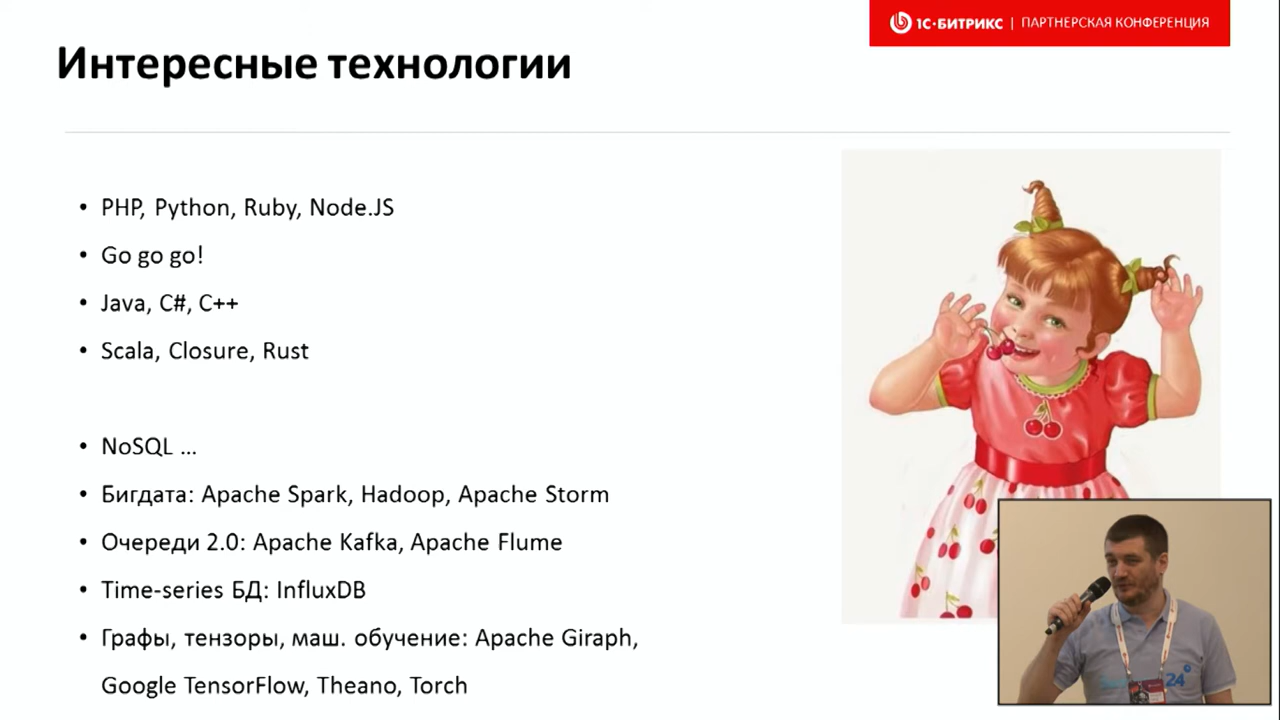 1С-БИТРИКС | ПАРТНЕРСКАЯ КОНФЕРЕНЦИЯ
Интересные технологии
• PHP, Python, Ruby, Node.JS
• Go go go!
• Java, C#, C++
• Scala, Closure, Rust
• NoSQL ...
• Бигдата: Apache Spark, Hadoop, Apache Storm
• Очереди 2.0: Apache Kafka, Apache Flume
• Time-series БД: InfluxDB
• Графы, тензоры, маш. обучение: Apache Giraph,
Google TensorFlow, Theano, Torch
24